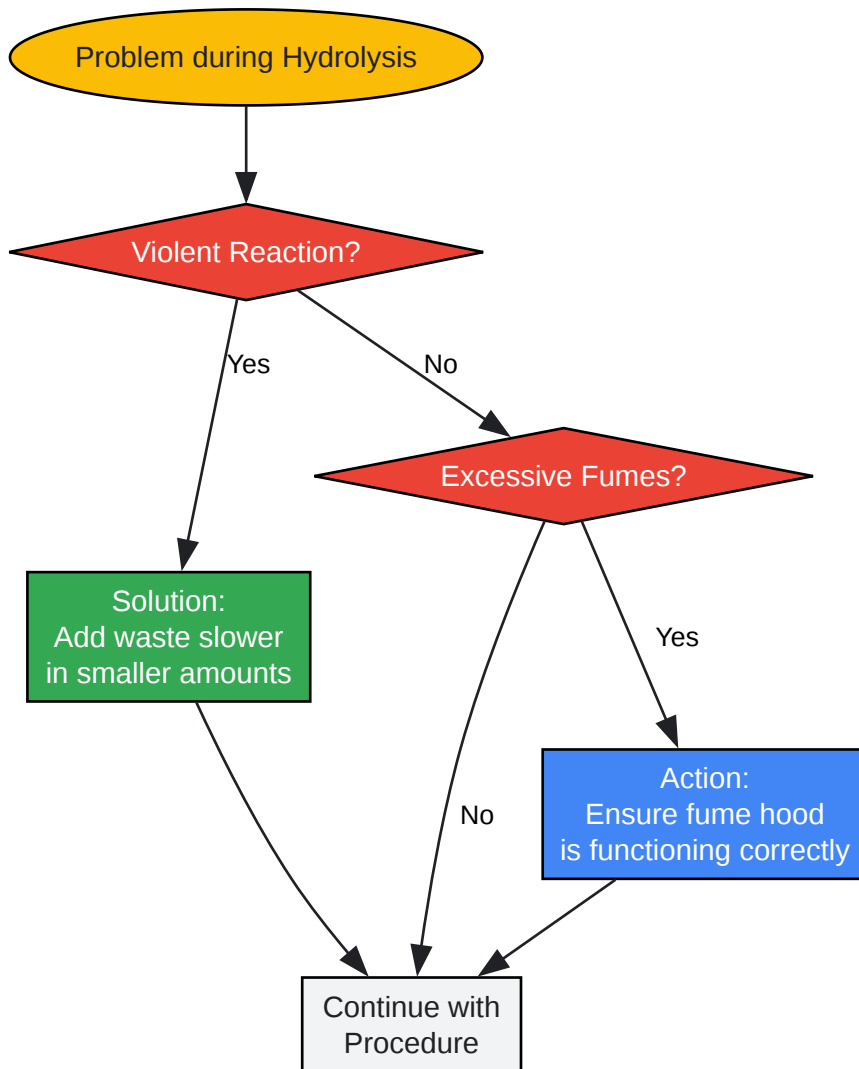 Problem during Hydrolysis
Violent Reaction?
Yes
No
Excessive Fumes?
Solution:
Add waste slower
in smaller amounts
Yes
Action:
Ensure fume hood
is functioning correctly
No
Continue with
Procedure